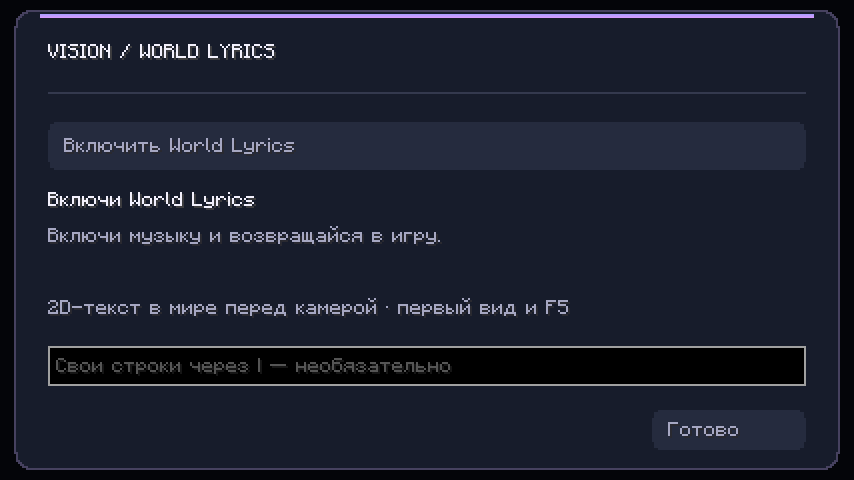 VISION / WORLD LYRICS
Включить World Lyrics
Включи World Lyrics
Включи музыку и возвращайся в игру.
2D-текст в мире перед камерой · первый вид и F5
Свои строки через | — необязательно
Готово